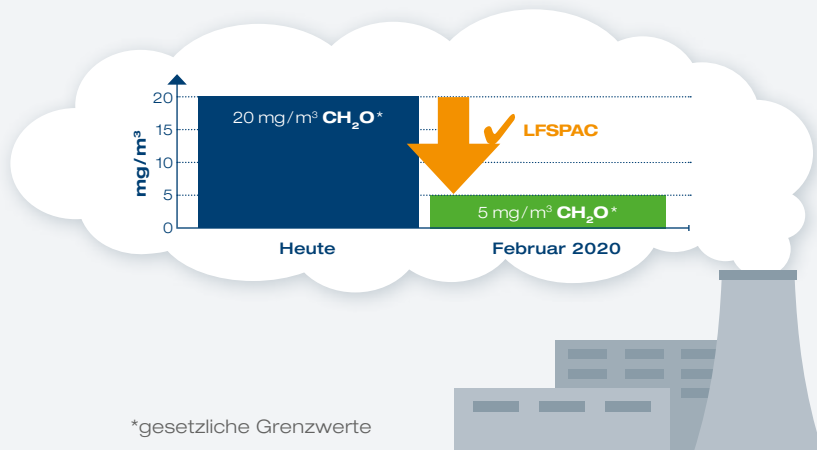 mg/m³
20
15
10
5
0
20 mg/m³ CH₂O*
LFSPAC
5 mg/m³ CH₂O*
Heute
Februar 2020
*gesetzliche Grenzwerte